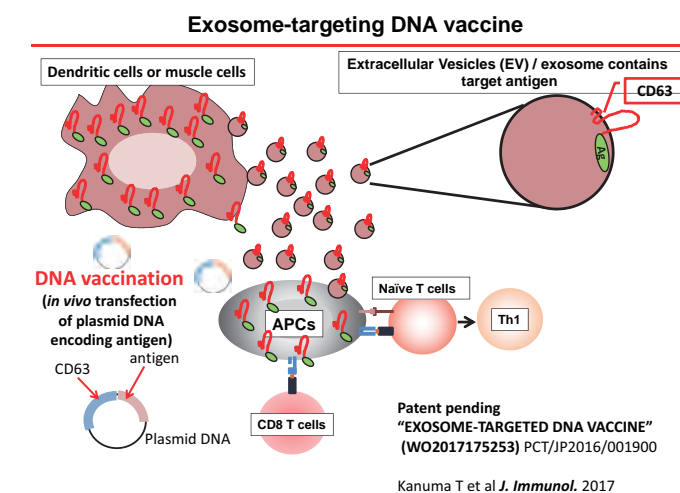 Exosome-targeting DNA vaccine
Dendritic cells or muscle cells
Extracellular Vesicles (EV) / exosome contains
target antigen
CD63
Ag
DNA vaccination
(in vivo transfection
of plasmid DNA
encoding antigen)
antigen
CD63
Plasmid DNA
APCs
Naïve T cells
Th1
CD8 T cells
Patent pending
“EXOSOME-TARGETED DNA VACCINE”
(WO2017175253) PCT/JP2016/001900
Kanuma T et al J. Immunol. 2017